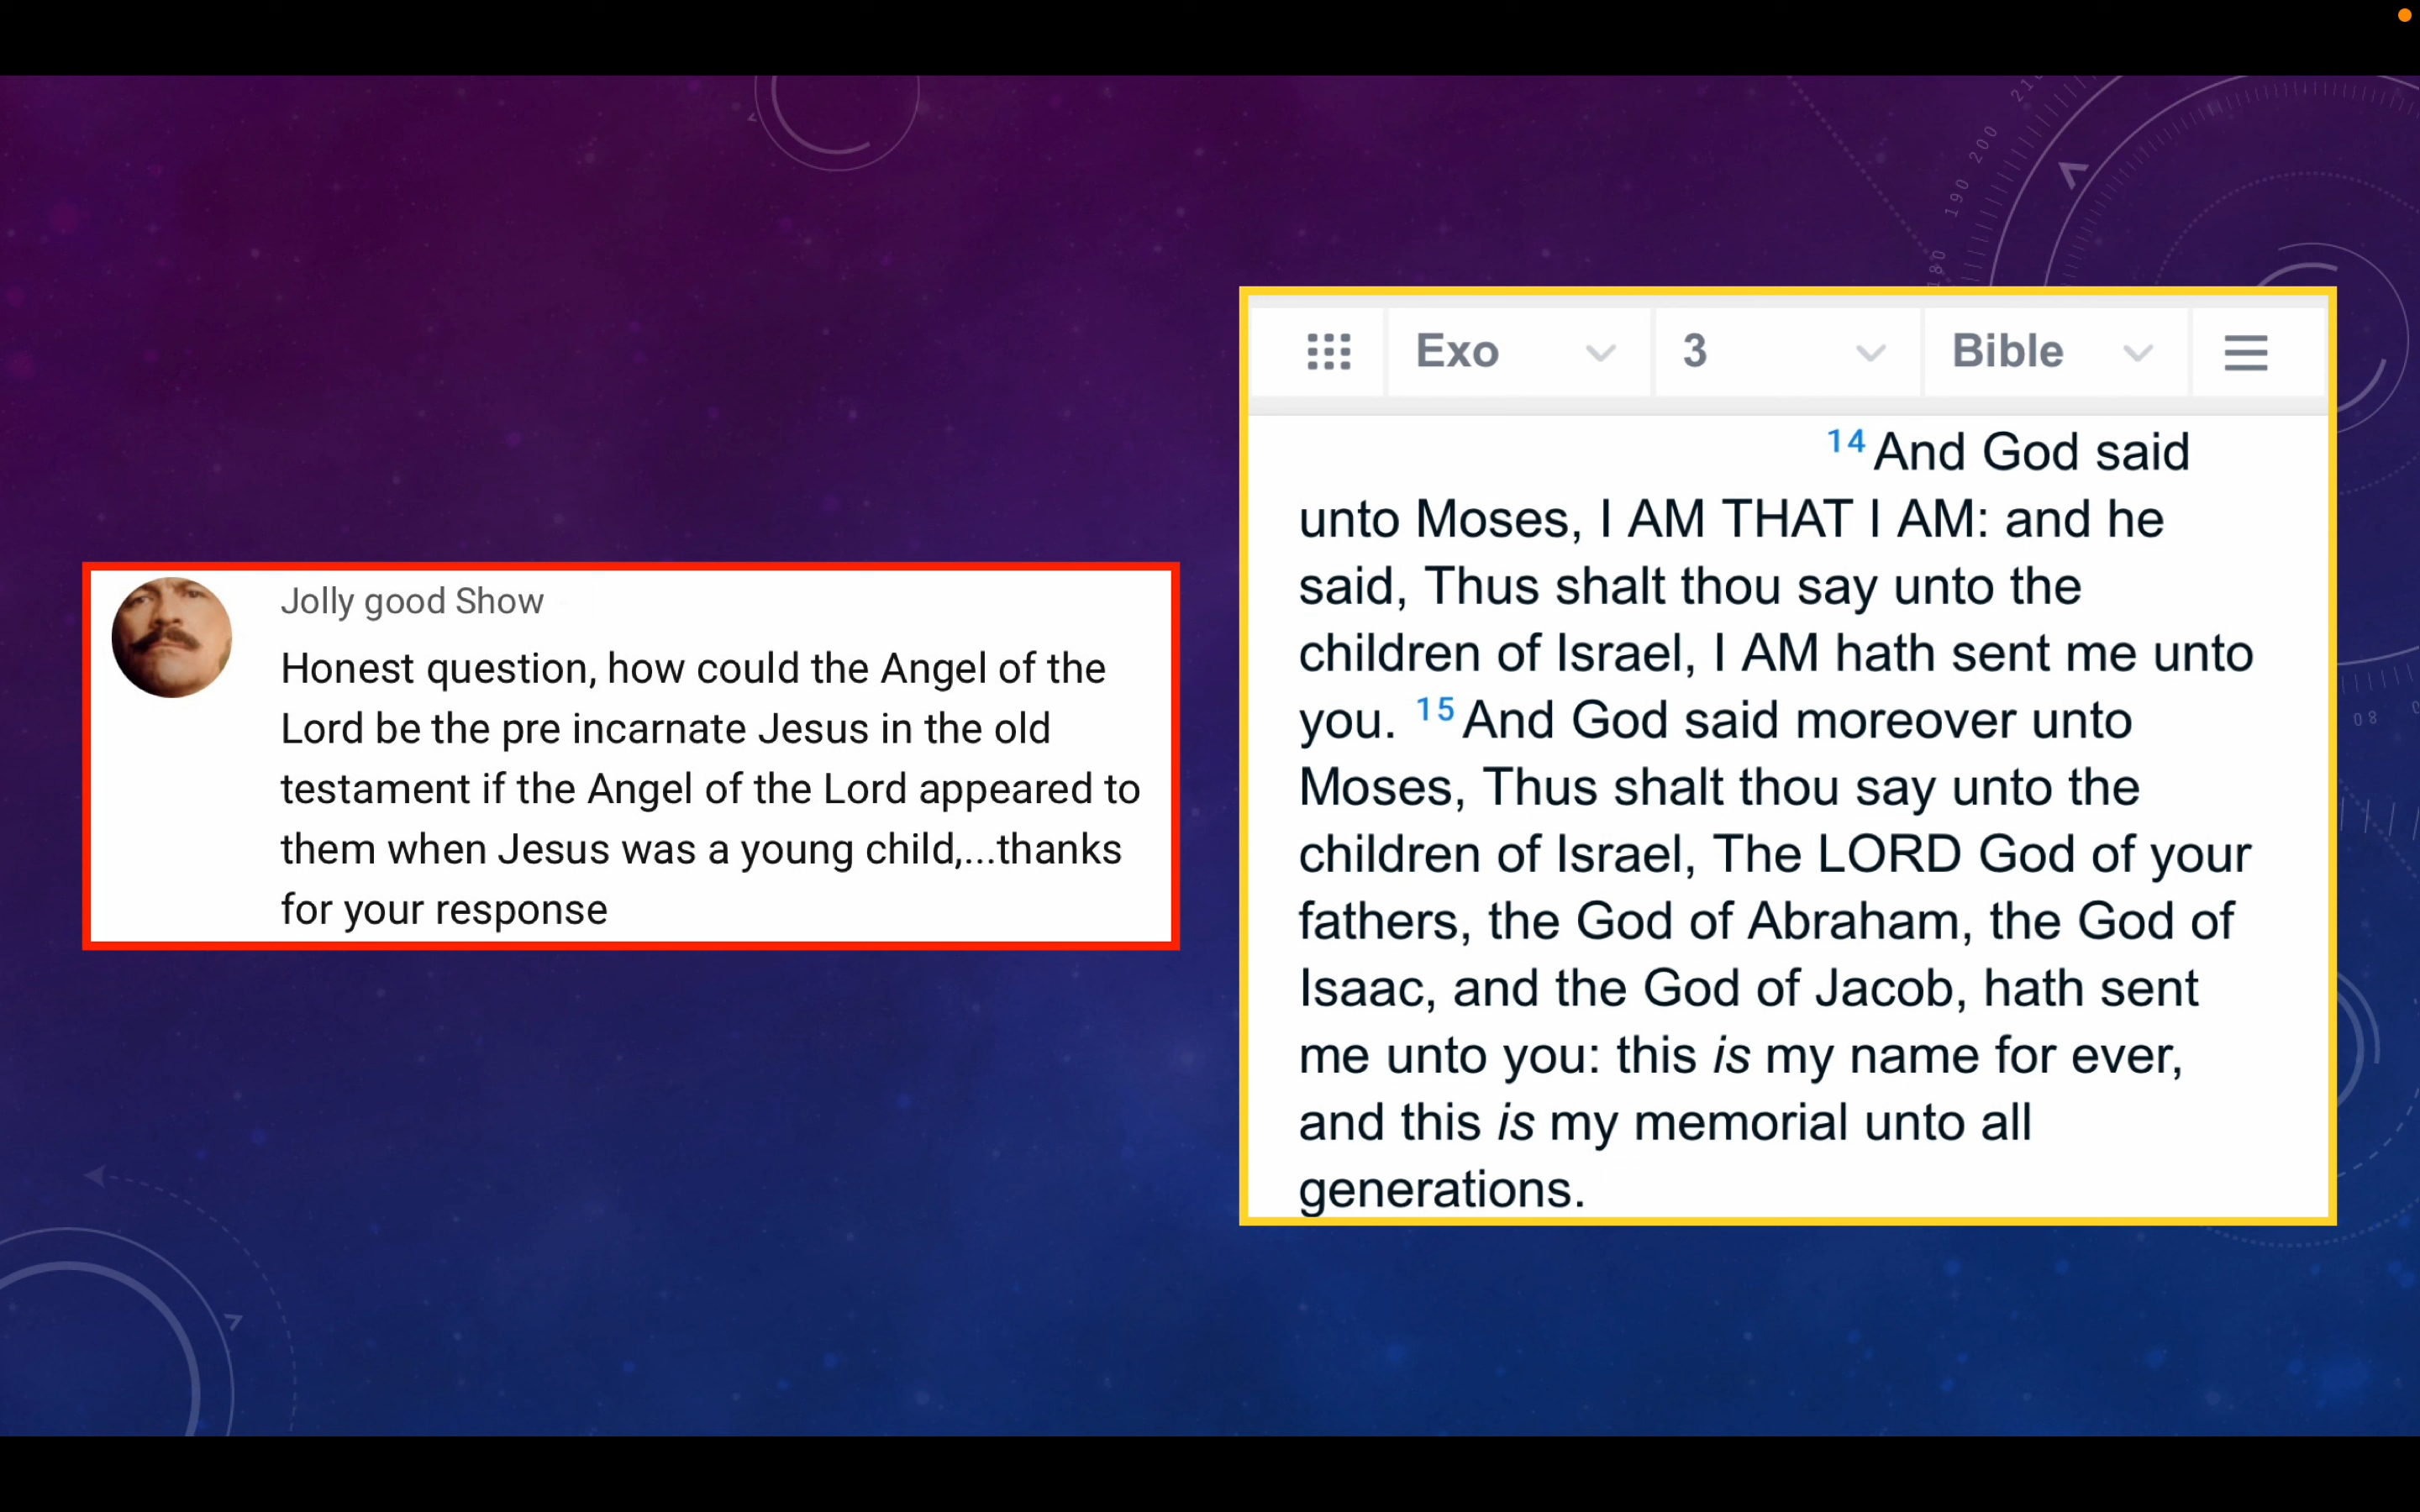 Jolly good Show
Honest question, how could the Angel of the
Lord be the pre incarnate Jesus in the old
testament if the Angel of the Lord appeared to
them when Jesus was a young child,...thanks
for your response
Exo 3 Bible
14 And God said
unto Moses, I AM THAT I AM: and he
said, Thus shalt thou say unto the
children of Israel, I AM hath sent me unto
you. 15 And God said moreover unto
Moses, Thus shalt thou say unto the
children of Israel, The LORD God of your
fathers, the God of Abraham, the God of
Isaac, and the God of Jacob, hath sent
me unto you: this is my name for ever,
and this is my memorial unto all
generations.
180 190 200
80